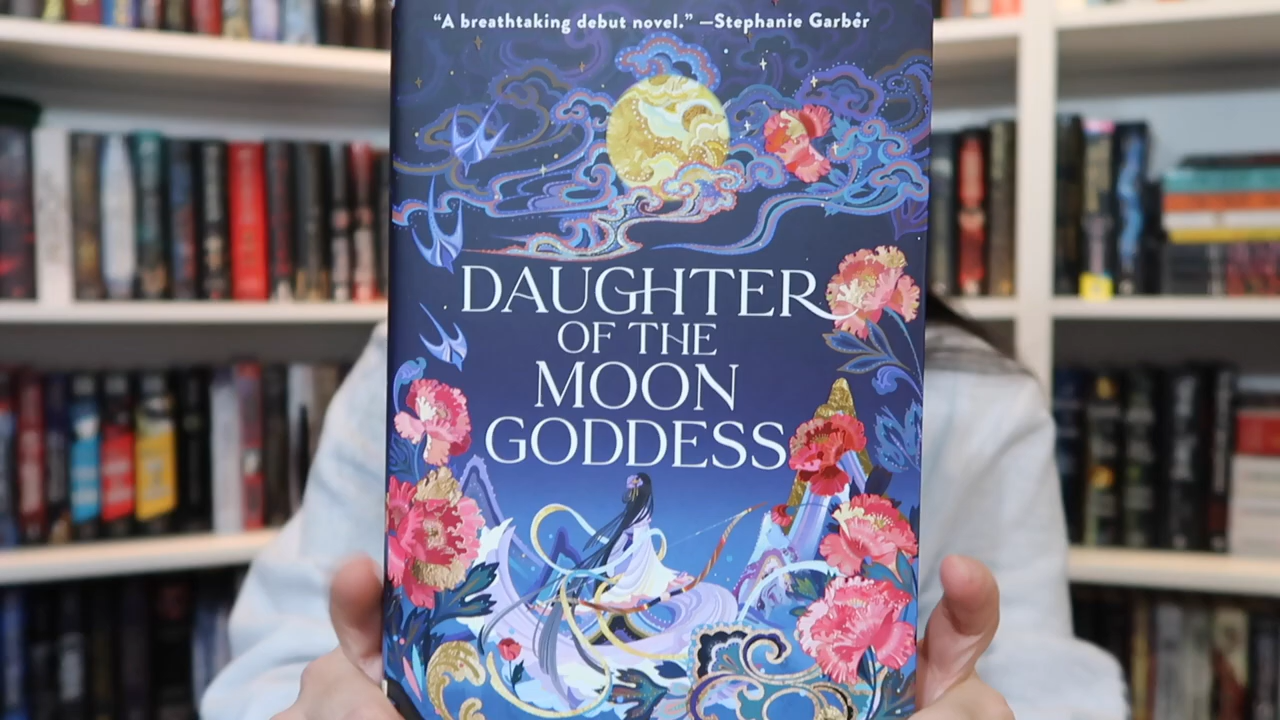 “A breathtaking debut novel.” —Stephanie Garber
DAUGHTER
OF THE
MOON
GODDESS